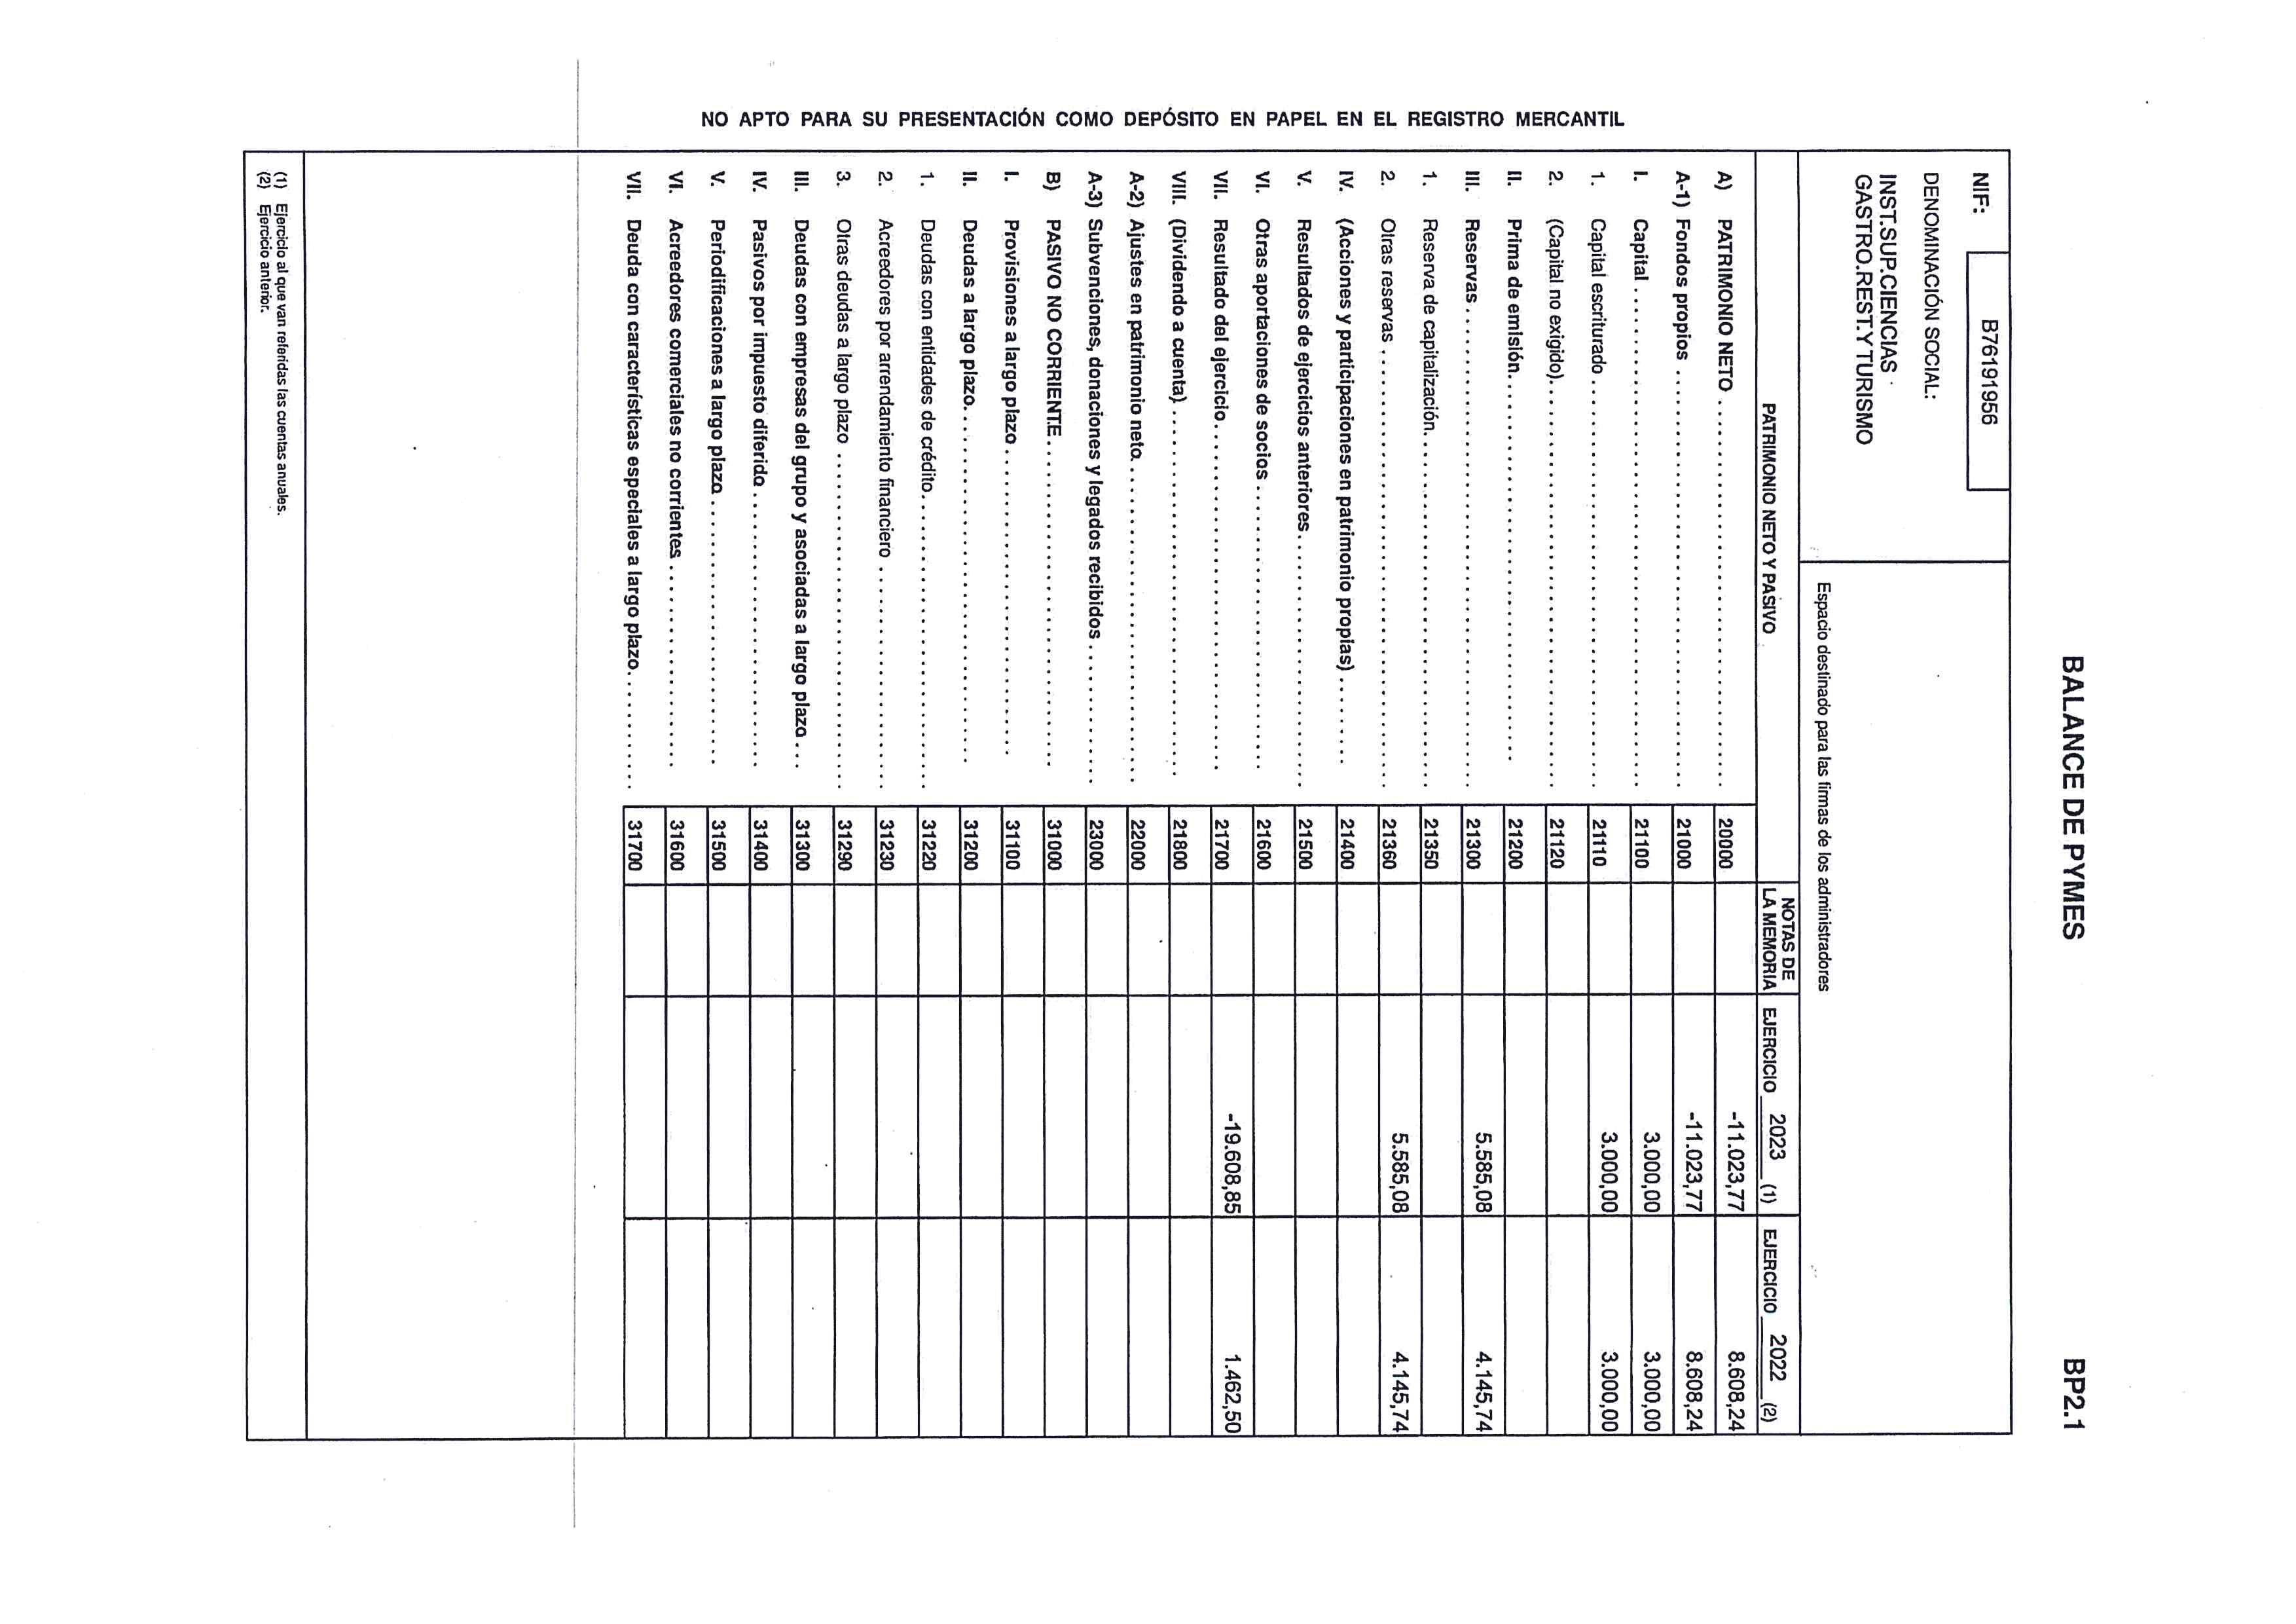 BALANCE DE PYMES
BP2.1
NIF: B76191956
DENOMINACIÓN SOCIAL:
INST.SUP.CIENCIAS
GASTRO.REST.Y TURISMO
Espacio destinado para las firmas de los administradores
PATRIMONIO NETO Y PASIVO NOTAS DE LA MEMORIA EJERCICIO 2023 (1) EJERCICIO 2022 (2)
A) PATRIMONIO NETO 20000 -11.023,77 8.608,24
A-1) Fondos propios 21000 -11.023,77 8.608,24
I. Capital 21100 3.000,00 3.000,00
1. Capital escriturado 21110 3.000,00 3.000,00
2. (Capital no exigido) 21120
II. Prima de emisión 21200
III. Reservas 21300 5.585,08 4.145,74
1. Reserva de capitalización 21350
2. Otras reservas 21360 5.585,08 4.145,74
IV. (Acciones y participaciones en patrimonio propias) 21400
V. Resultados de ejercicios anteriores 21500
VI. Otras aportaciones de socios 21600
VII. Resultado del ejercicio 21700 -19.608,85 1.462,50
VIII. (Dividendo a cuenta) 21800
A-2) Ajustes en patrimonio neto 22000
A-3) Subvenciones, donaciones y legados recibidos 23000
B) PASIVO NO CORRIENTE 31000
I. Provisiones a largo plazo 31100
II. Deudas a largo plazo 31200
1. Deudas con entidades de crédito 31220
2. Acreedores por arrendamiento financiero 31230
3. Otras deudas a largo plazo 31290
III. Deudas con empresas del grupo y asociadas a largo plazo 31300
IV. Pasivos por impuesto diferido 31400
V. Periodificaciones a largo plazo 31500
VI. Acreedores comerciales no corrientes 31600
VII. Deuda con características especiales a largo plazo 31700
(1) Ejercicio al que van referidas las cuentas anuales.
(2) Ejercicio anterior.
NO APTO PARA SU PRESENTACIÓN COMO DEPÓSITO EN PAPEL EN EL REGISTRO MERCANTIL